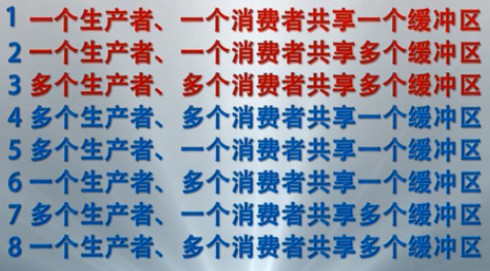 1 一个生产者、一个消费者共享一个缓冲区
2 一个生产者、一个消费者共享多个缓冲区
3 多个生产者、多个消费者共享多个缓冲区
4 多个生产者、多个消费者共享一个缓冲区
5 多个生产者、一个消费者共享一个缓冲区
6 一个生产者、多个消费者共享一个缓冲区
7 多个生产者、一个消费者共享多个缓冲区
8 一个生产者、多个消费者共享多个缓冲区